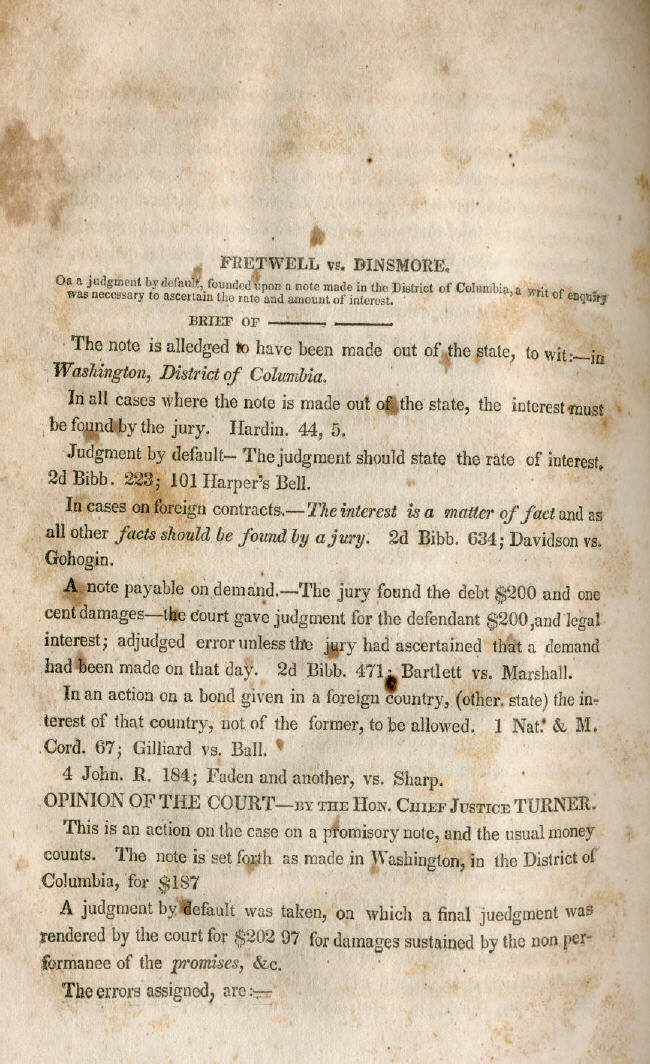 FRETWELL vs. DINSMORE.
On a judgment by default, founded upon a note made in the District of Columbia, a writ of enquiry
was necessary to ascertain the rate and amount of interest.
BRIEF OF ——— ———
The note is alledged to have been made out of the state, to wit:—in
Washington, District of Columbia.
In all cases where the note is made out of the state, the interest must
be found by the jury. Hardin. 44, 5.
Judgment by default— The judgment should state the rate of interest.
2d Bibb. 223; 101 Harper's Bell.
In cases on foreign contracts.—The interest is a matter of fact and as
all other facts should be found by a jury. 2d Bibb. 634; Davidson vs.
Gohogin.
A note payable on demand.—The jury found the debt $200 and one
cent damages—the court gave judgment for the defendant $200, and legal
interest; adjudged error unless the jury had ascertained that a demand
had been made on that day. 2d Bibb. 471; Bartlett vs. Marshall.
In an action on a bond given in a foreign country, (other. state) the in-
terest of that country, not of the former, to be allowed. 1 Nat. & M.
Cord. 67; Gilliard vs. Ball.
4 John. R. 184; Faden and another, vs. Sharp.
OPINION OF THE COURT—BY THE HON. CHIEF JUSTICE TURNER.
This is an action on the case on a promisory note, and the usual money
counts. The note is set forth as made in Washington, in the District of
Columbia, for $187
A judgment by default was taken, on which a final juedgment was
rendered by the court for $202 97 for damages sustained by the non per-
formance of the promises, &c.
The errors assigned, are:—